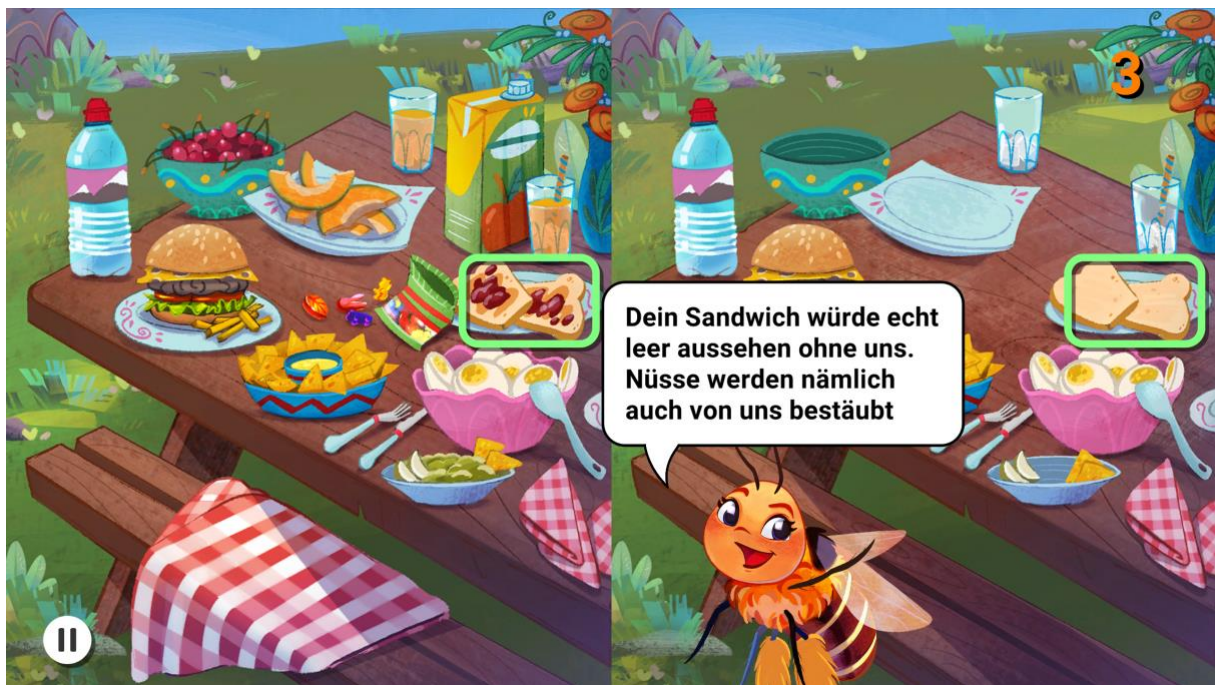 3
Dein Sandwich würde echt
leer aussehen ohne uns.
Nüsse werden nämlich
auch von uns bestäubt